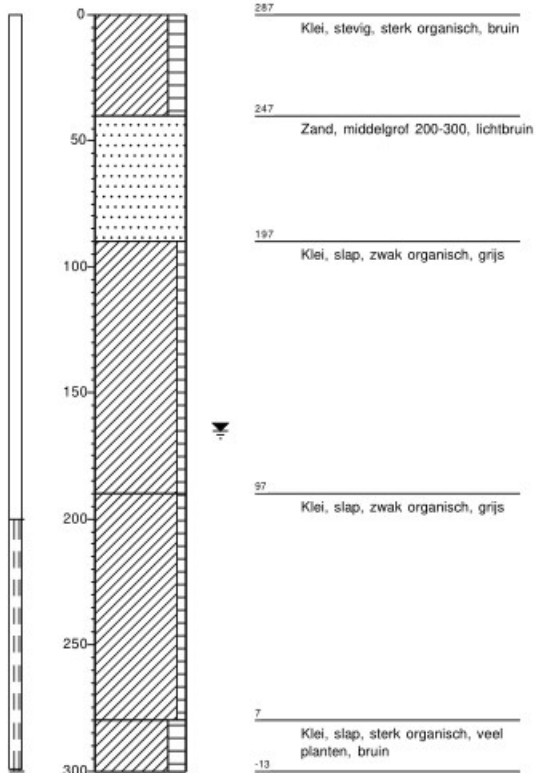 0
287
Klei, stevig, sterk organisch, bruin
247
Zand, middelgrof 200-300, lichtbruin
50
197
Klei, slap, zwak organisch, grijs
100
150
97
Klei, slap, zwak organisch, grijs
200
250
7
Klei, slap, sterk organisch, veel
planten, bruin
300
-13